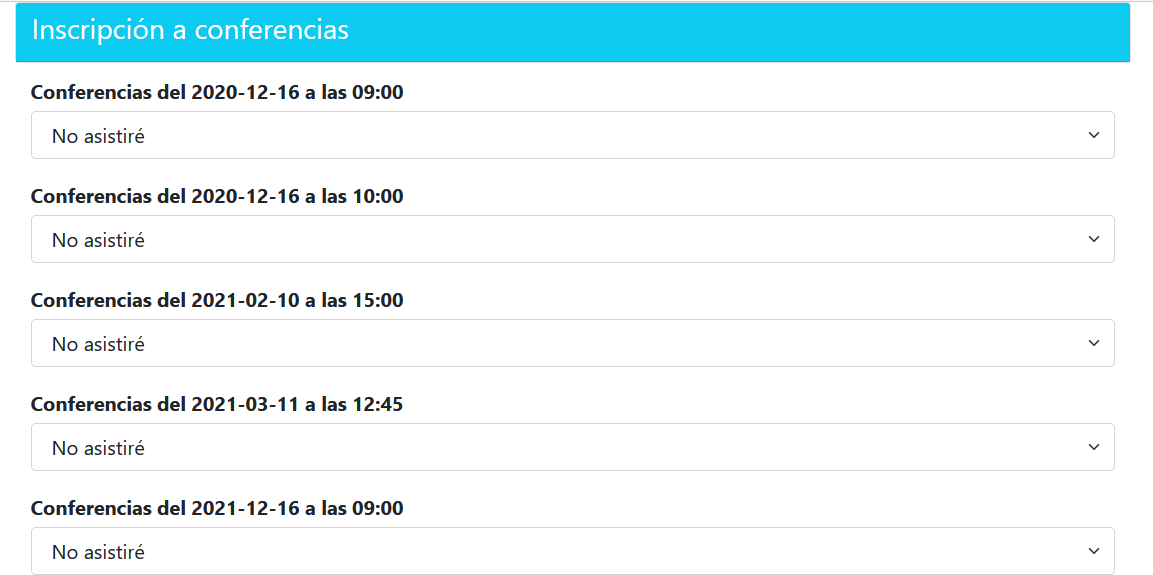 Inscripción a conferencias
Conferencias del 2020-12-16 a las 09:00
No asistiré
Conferencias del 2020-12-16 a las 10:00
No asistiré
Conferencias del 2021-02-10 a las 15:00
No asistiré
Conferencias del 2021-03-11 a las 12:45
No asistiré
Conferencias del 2021-12-16 a las 09:00
No asistiré